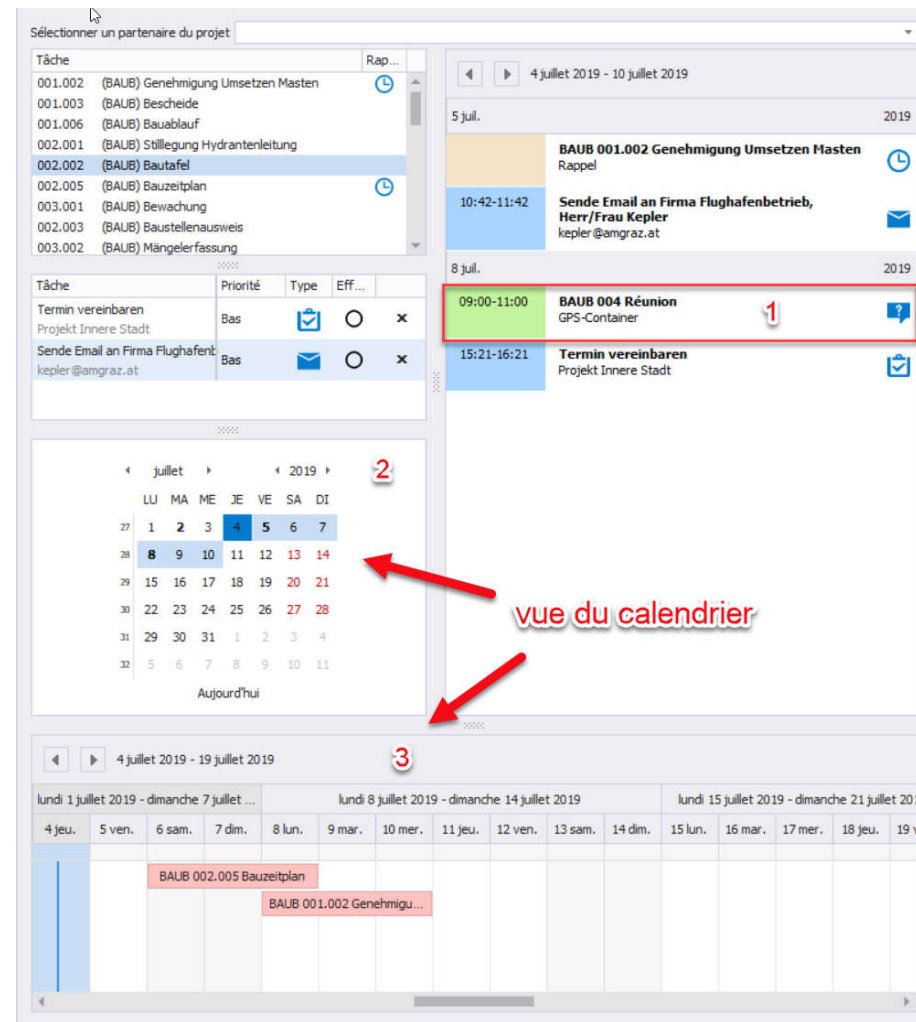 Sélectionner un partenaire du projet
Tâche Rap...
001.002 (BAUB) Genehmigung Umsetzen Masten
001.003 (BAUB) Bescheide
001.006 (BAUB) Bauablauf
002.001 (BAUB) Stilllegung Hydrantenleitung
002.002 (BAUB) Bautafel
002.005 (BAUB) Bauzeitplan
003.001 (BAUB) Bewachung
002.003 (BAUB) Baustellenausweis
003.002 (BAUB) Mängelerfassung
Tâche Priorité Type Eff...
Termin vereinbaren Bas
Projekt Innere Stadt
Sende Email an Firma Flughafenb Bas
kepler@amgraz.at
juillet 2019
2
LU MA ME JE VE SA DI
27 1 2 3 4 5 6 7
28 8 9 10 11 12 13 14
29 15 16 17 18 19 20 21
30 22 23 24 25 26 27 28
31 29 30 31 1 2 3 4
32 5 6 7 8 9 10 11
Aujourd'hui
4 juillet 2019 - 10 juillet 2019
5 juil. 2019
BAUB 001.002 Genehmigung Umsetzen Masten
Rappel
10:42-11:42 Sende Email an Firma Flughafenbetrieb,
Herr/Frau Kepler
kepler@amgraz.at
8 juil. 2019
09:00-11:00 BAUB 004 Réunion
GPS-Container
1
15:21-16:21 Termin vereinbaren
Projekt Innere Stadt
vue du calendrier
4 juillet 2019 - 19 juillet 2019
3
lundi 1 juillet 2019 - dimanche 7 juillet ... lundi 8 juillet 2019 - dimanche 14 juillet 2019 lundi 15 juillet 2019 - dimanche 21 juillet 201
4 jeu. 5 ven. 6 sam. 7 dim. 8 lun. 9 mar. 10 mer. 11 jeu. 12 ven. 13 sam. 14 dim. 15 lun. 16 mar. 17 mer. 18 jeu. 19 v
BAUB 002.005 Bauzeitplan
BAUB 001.002 Genehmigu...